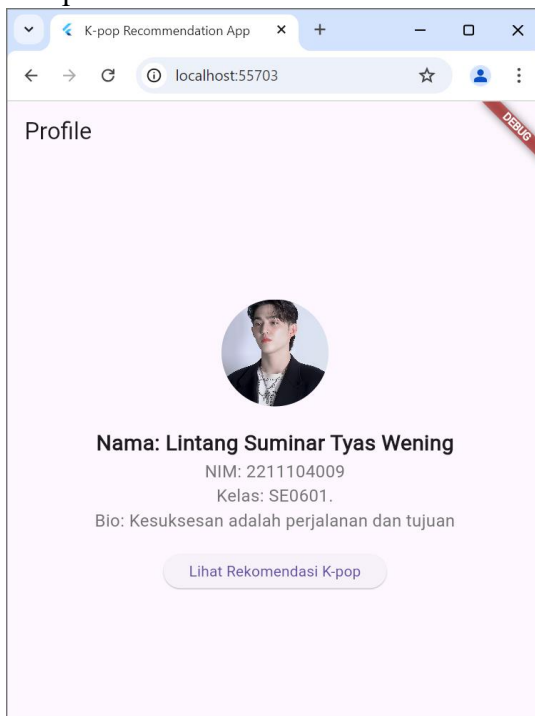 K-pop Recommendation App
localhost:55703
Profile
DEBUG
Nama: Lintang Suminar Tyas Wening
NIM: 2211104009
Kelas: SE0601.
Bio: Kesuksesan adalah perjalanan dan tujuan
Lihat Rekomendasi K-pop